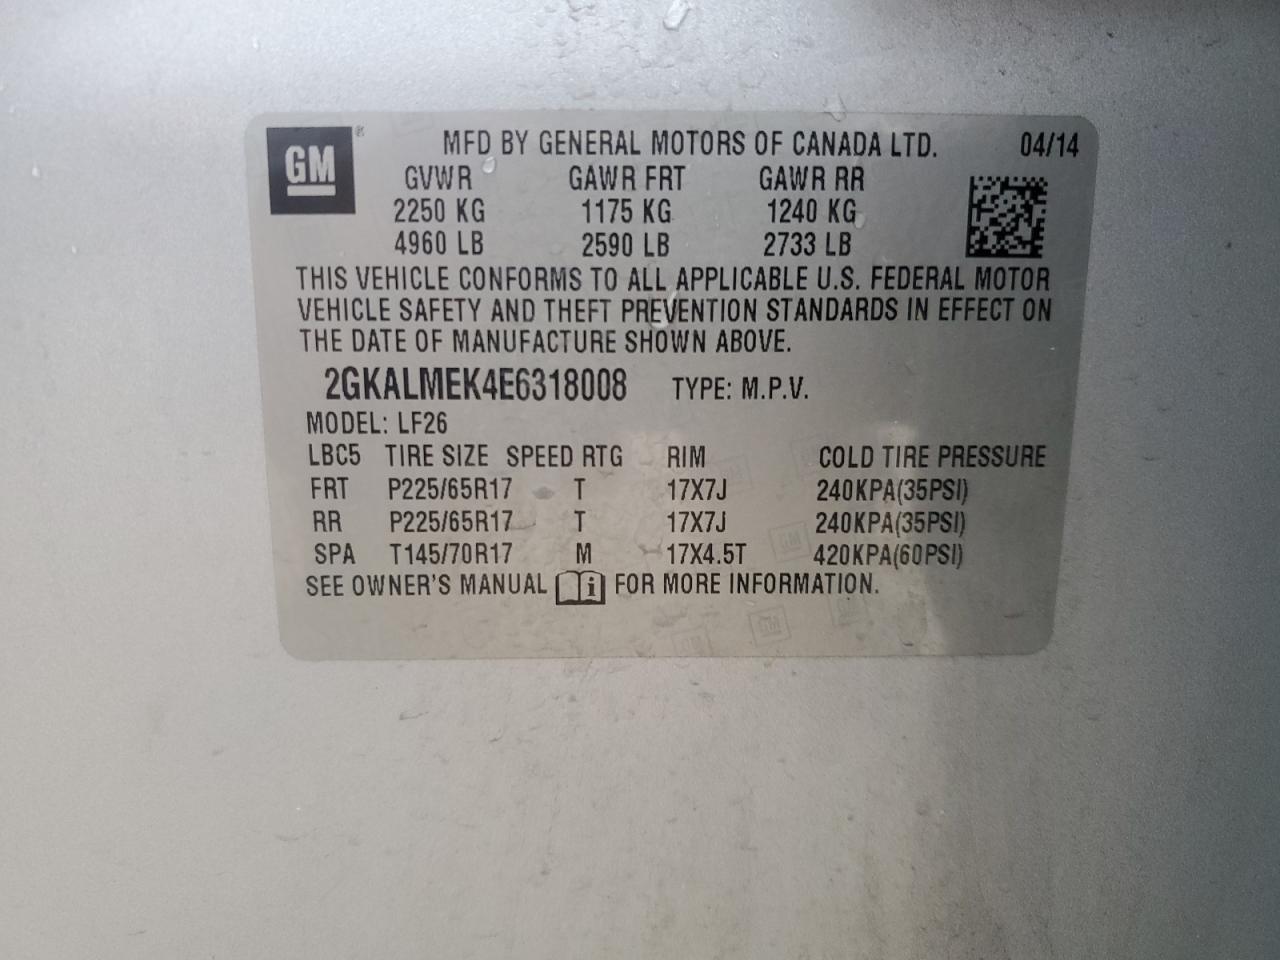 GM ® MFD BY GENERAL MOTORS OF CANADA LTD. 04/14
GVWR GAWR FRT GAWR RR
2250 KG 1175 KG 1240 KG
4960 LB 2590 LB 2733 LB
THIS VEHICLE CONFORMS TO ALL APPLICABLE U.S. FEDERAL MOTOR
VEHICLE SAFETY AND THEFT PREVENTION STANDARDS IN EFFECT ON
THE DATE OF MANUFACTURE SHOWN ABOVE.
2GKALMEK4E6318008 TYPE: M.P.V.
MODEL: LF26
LBC5 TIRE SIZE SPEED RTG RIM COLD TIRE PRESSURE
FRT P225/65R17 T 17X7J 240KPA(35PSI)
RR P225/65R17 T 17X7J 240KPA(35PSI)
SPA T145/70R17 M 17X4.5T 420KPA(60PSI)
SEE OWNER'S MANUAL i FOR MORE INFORMATION.